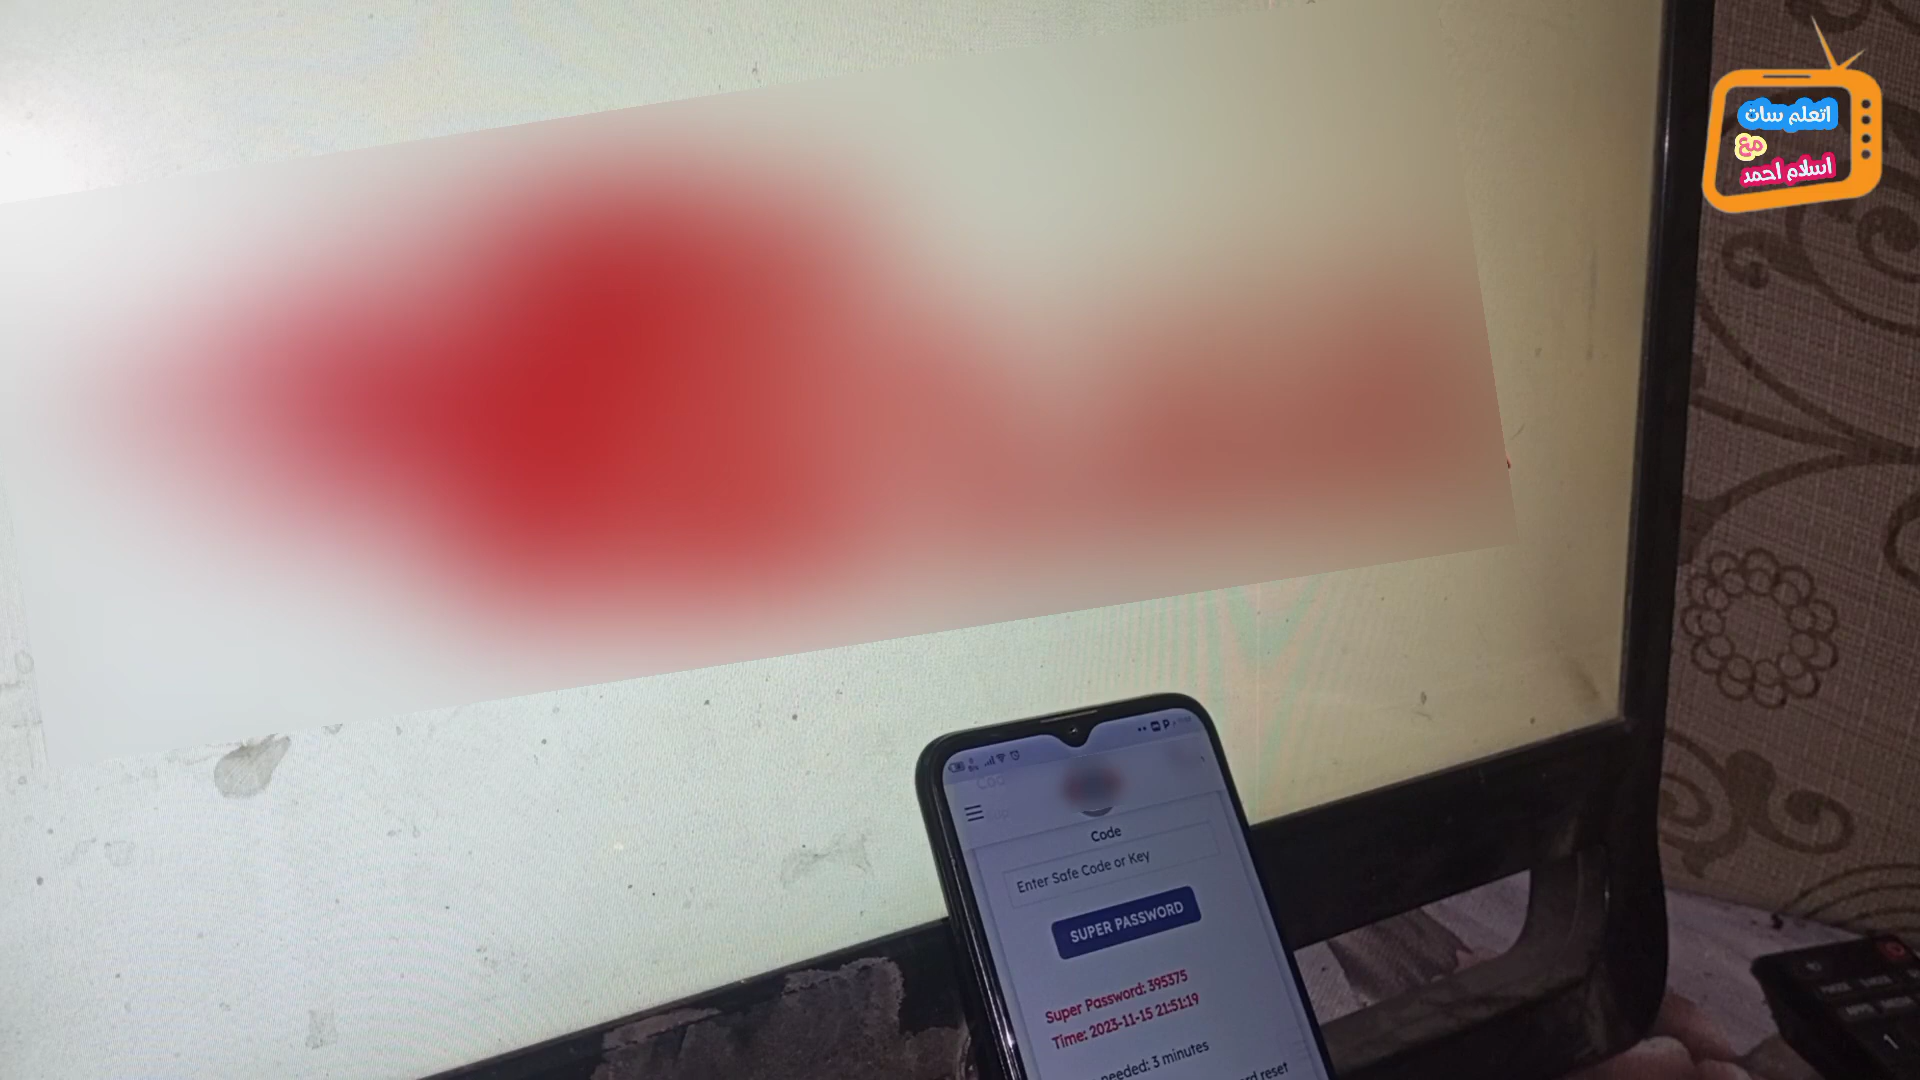 اتعلم سات
مع
اسلام احمد
Code
Enter Safe Code or Key
SUPER PASSWORD
Super Password: 395375
Time: 2023-11-15 21:51:19
needed: 3 minutes
reset
1